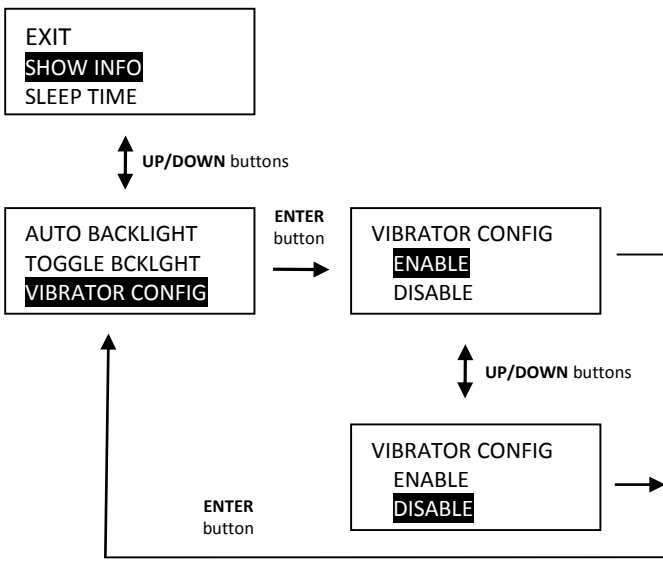 EXIT
SHOW INFO
SLEEP TIME
UP/DOWN buttons
AUTO BACKLIGHT
TOGGLE BCKLGHT
VIBRATOR CONFIG
ENTER
button
VIBRATOR CONFIG
ENABLE
DISABLE
UP/DOWN buttons
VIBRATOR CONFIG
ENABLE
DISABLE
ENTER
button